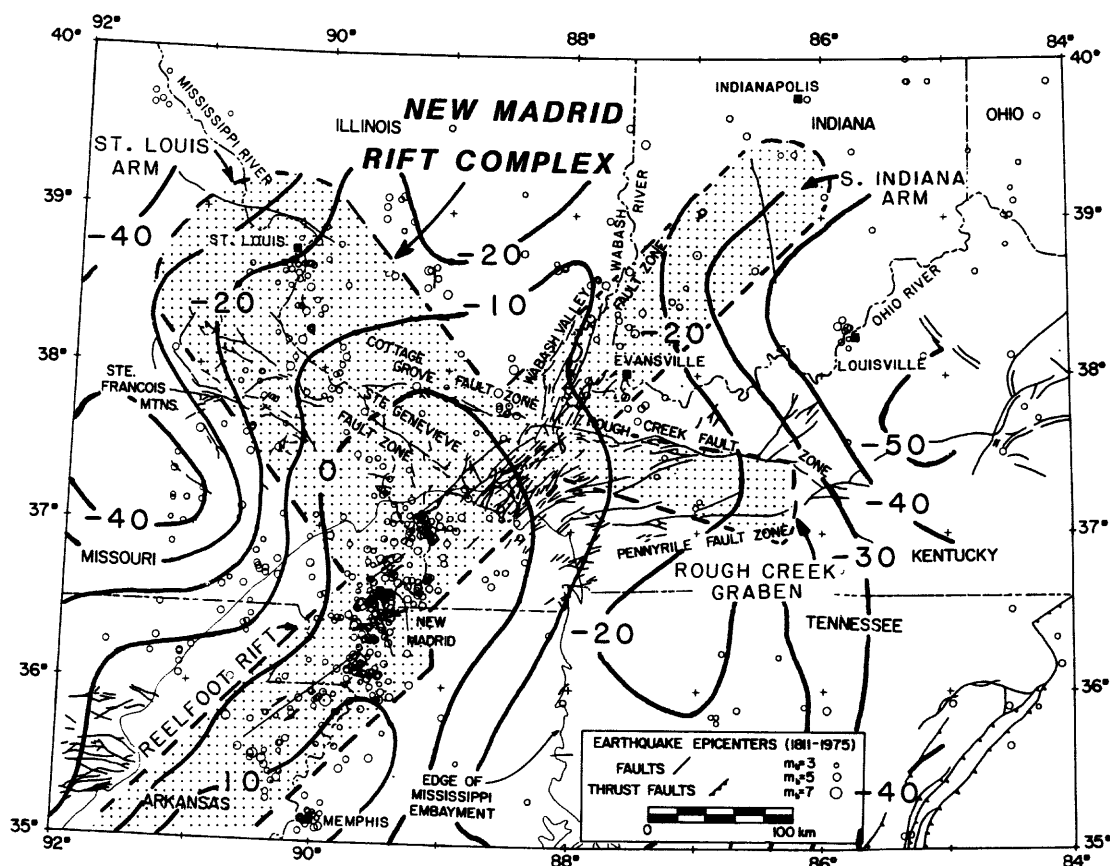 92°
90°
88°
86°
84°
40°
40°
MISSISSIPPI RIVER
NEW MADRID
RIFT COMPLEX
ILLINOIS
INDIANAPOLIS
INDIANA
OHIO
ST. LOUIS
ARM
S. INDIANA
ARM
39°
39°
-40
ST. LOUIS
-20
WABASH RIVER
-20
-10
WABASH VALLEY
FAULT ZONE
-20
OHIO RIVER
38°
38°
COTTAGE
GROVE FAULT ZONE
EVANSVILLE
LOUISVILLE
STE.
FRANCOIS
MTNS.
STE. GENEVIEVE
FAULT ZONE
ROUGH CREEK FAULT
ZONE
-50
0
37°
37°
-40
-40
MISSOURI
PENNYRILE FAULT ZONE
-30
KENTUCKY
ROUGH CREEK
GRABEN
NEW
MADRID
-20
TENNESSEE
36°
36°
REELFOOT RIFT
10
ARKANSAS
EDGE OF
MISSISSIPPI
EMBAYMENT
MEMPHIS
EARTHQUAKE EPICENTERS (1811-1975)
FAULTS
THRUST FAULTS
mb=3
mb=5
mb=7
0
100 km
-40
35°
35°
92°
90°
88°
86°
84°